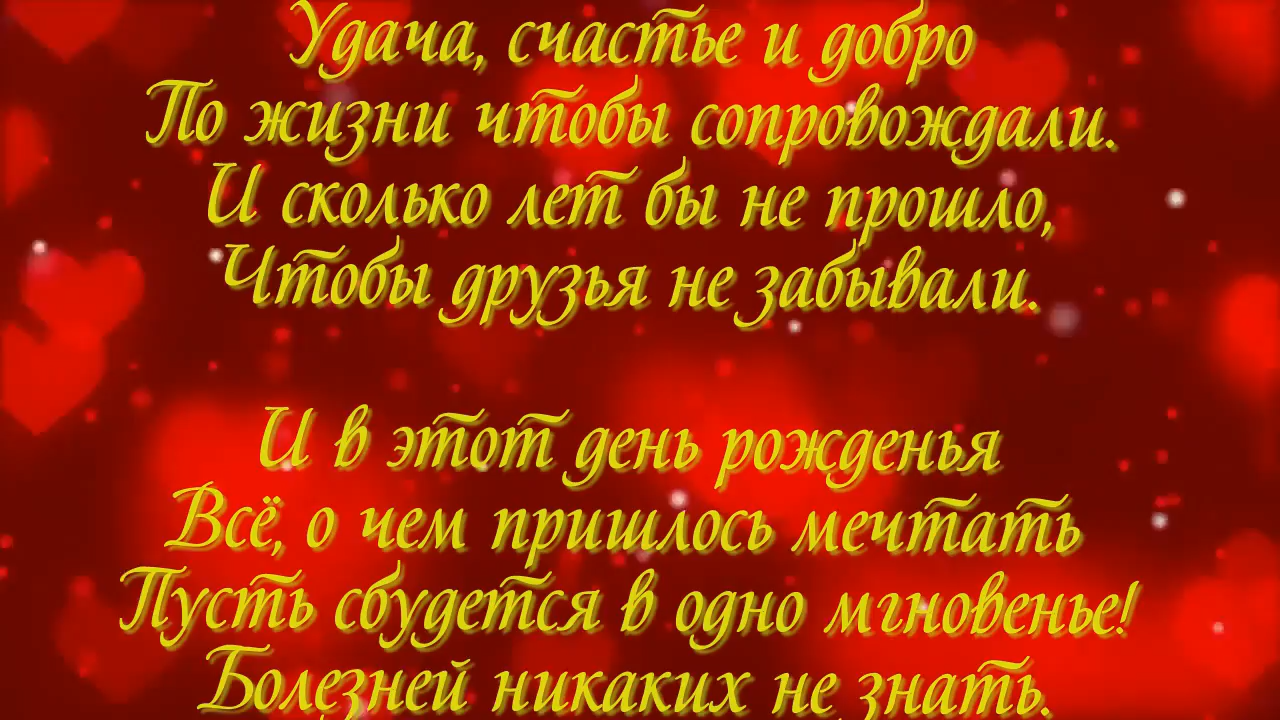 Удача, счастье и добро
По жизни чтобы сопровождали.
И сколько лет бы не прошло,
Чтобы друзья не забывали.
И в этот день рожденья
Всё, о чем пришлось мечтать
Пусть сбудется в одно мгновенье!
Болезней никаких не знать.